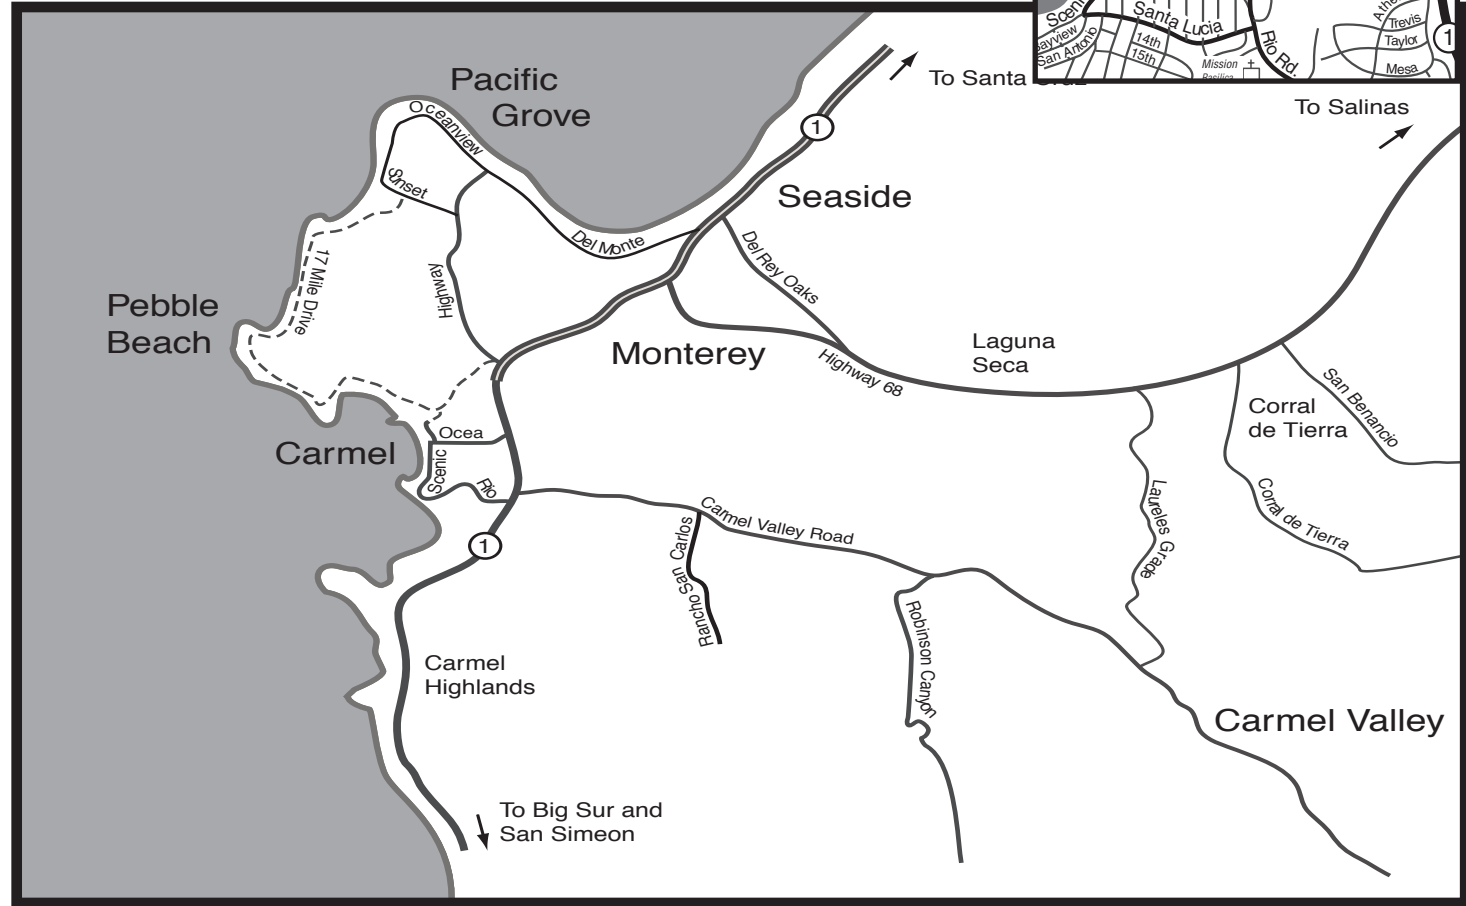 Scen
Santa Lucia
Bayview
San Antonio
14th
15th
Mission
Basilica
Rio Rd.
Trevis
Taylor
Mesa
1
Pacific
Grove
To Santa Cruz
To Salinas
1
Oceanview
Sunset
Seaside
Del Monte
Del Rey Oaks
17 Mile Drive
Highway
Pebble
Beach
Monterey
Highway 68
Laguna
Seca
San Benancio
Corral
de Tierra
Carmel
Ocea
Scenic
Rio
Laureles Grade
Corral de Tierra
Carmel Valley Road
Rancho San Carlos
1
Robinson Canyon
Carmel
Highlands
Carmel Valley
To Big Sur and
San Simeon